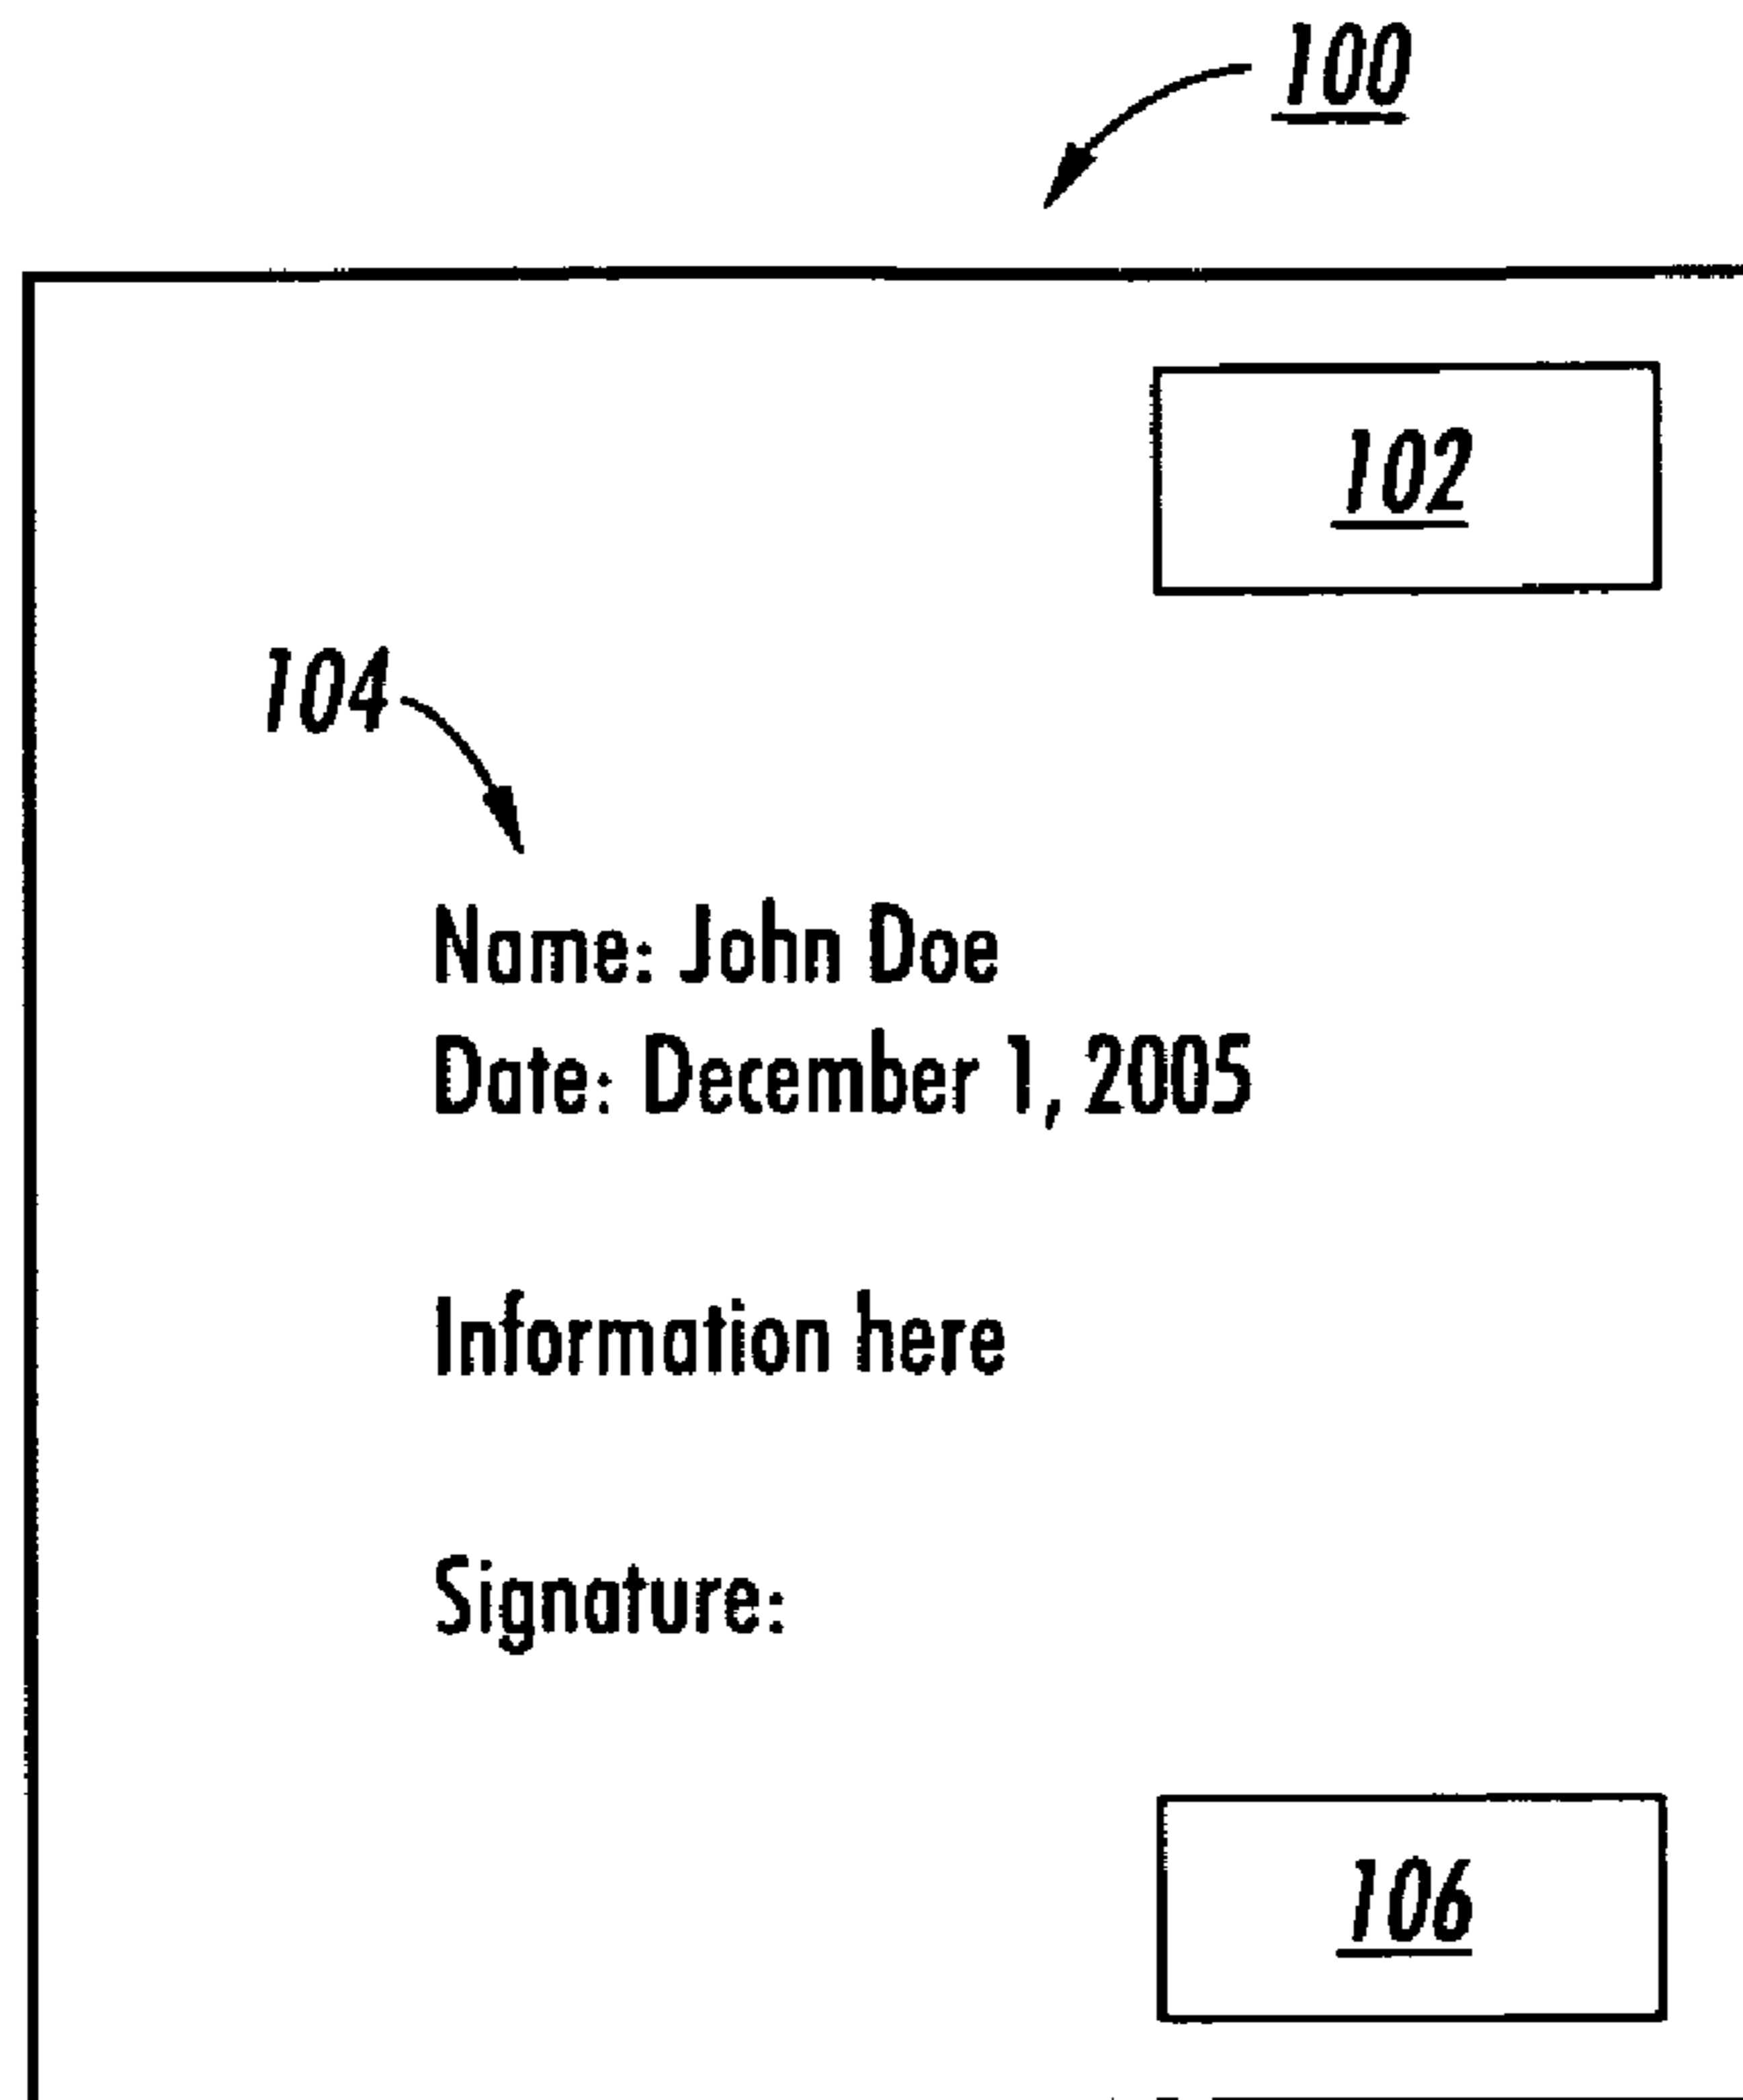 100
102
104
Name: John Doe
Date: December 1, 2005
Information here
Signature:
106